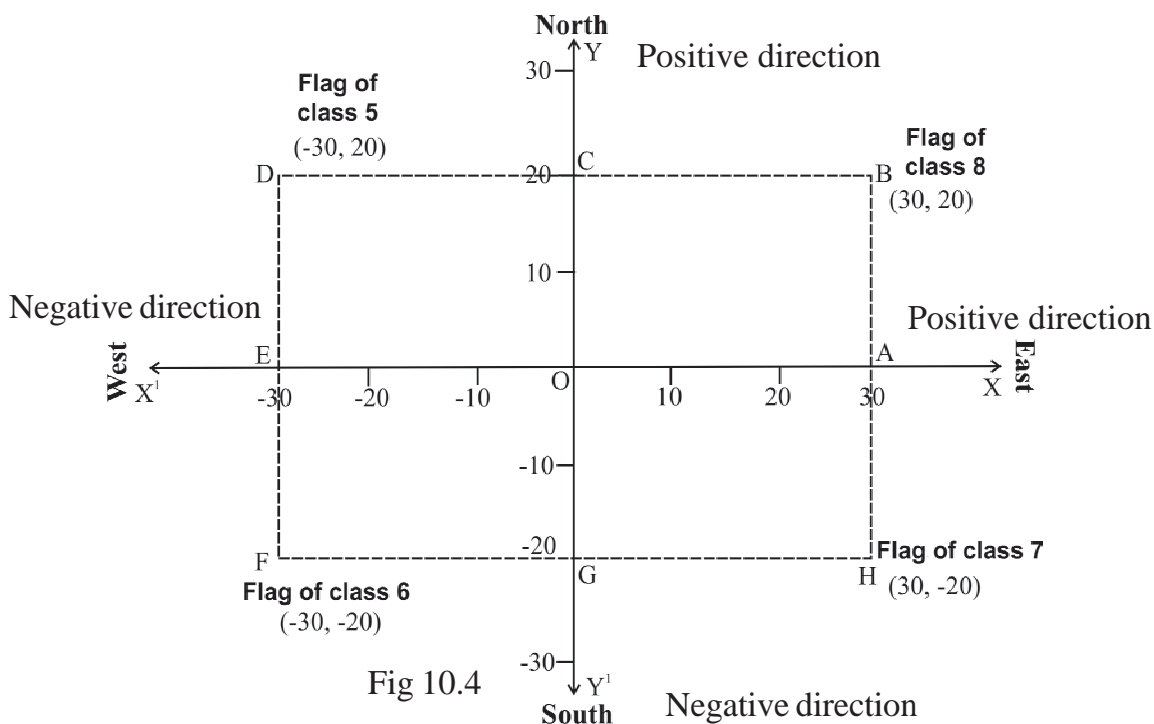 North
Y
Positive direction
30
Flag of
class 5
(-30, 20)
Flag of
class 8
(30, 20)
D
20
C
B
10
Negative direction
Positive direction
West
X¹
E
-30
-20
-10
O
10
20
30
A
X
East
-10
-20
F
G
H
Flag of class 7
(30, -20)
Flag of class 6
(-30, -20)
-30
Fig 10.4
Y¹
South
Negative direction